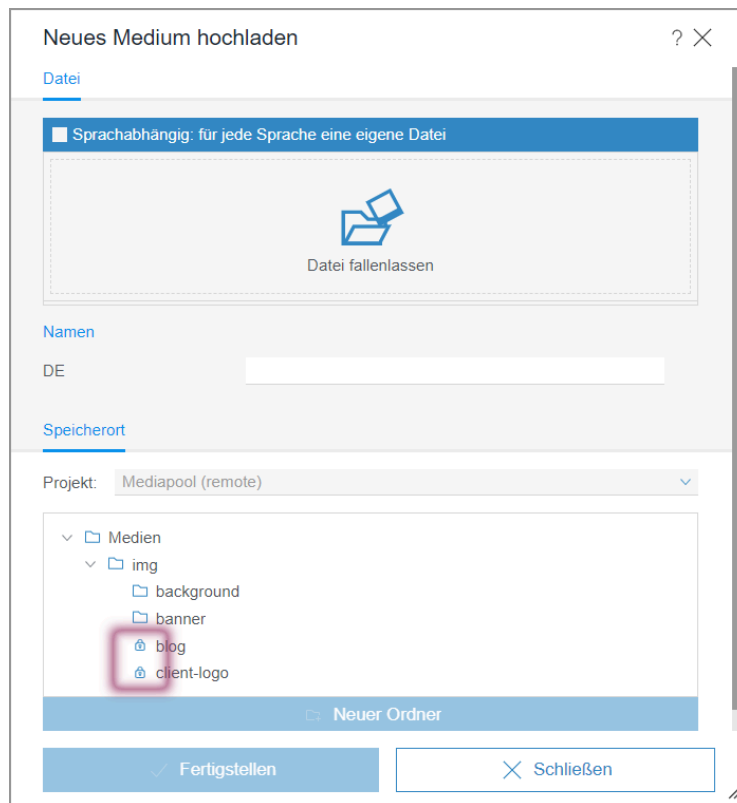 Neues Medium hochladen ?
Datei
Sprachabhängig: für jede Sprache eine eigene Datei
Datei fallenlassen
Namen
DE
Speicherort
Projekt: Mediapool (remote)
Medien
img
background
banner
blog
client-logo
Neuer Ordner
Fertigstellen
Schließen